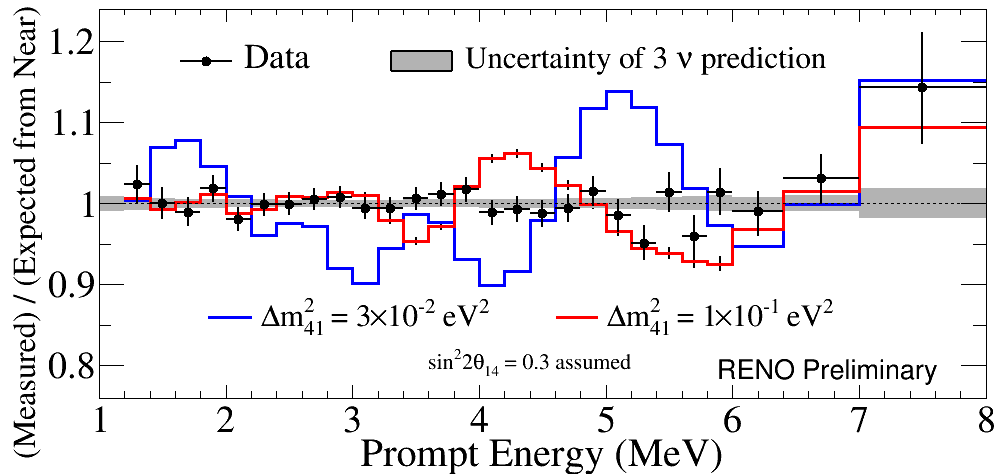 (Measured) / (Expected from Near)
1.2
1.1
1
0.9
0.8
Data
Uncertainty of 3 ν prediction
Δm²₄₁ = 3×10⁻² eV²
Δm²₄₁ = 1×10⁻¹ eV²
sin²2θ₁₄ = 0.3 assumed
RENO Preliminary
1 2 3 4 5 6 7 8
Prompt Energy (MeV)